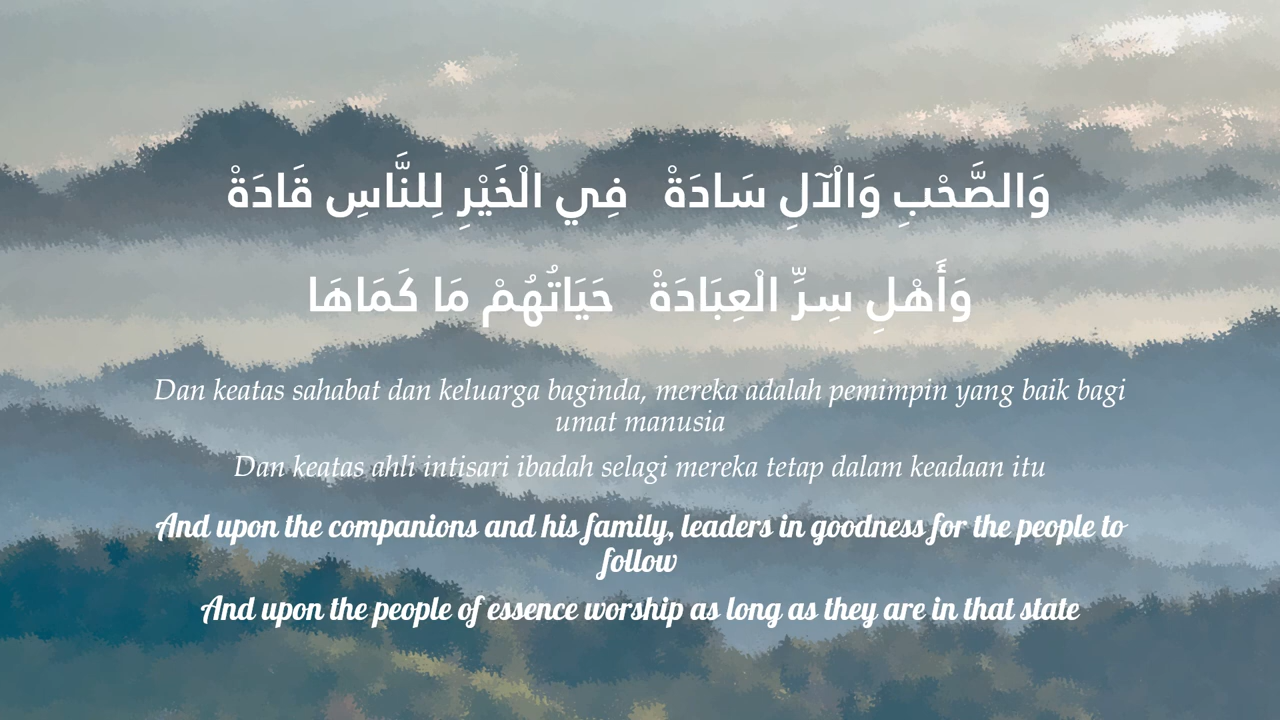 وَالصَّحْبِ وَالْآلِ سَادَةْ   فِي الْخَيْرِ لِلنَّاسِ قَادَةْ
وَأَهْلِ سِرِّ الْعِبَادَةْ   حَيَاتُهُمْ مَا كَمَاهَا
Dan keatas sahabat dan keluarga baginda, mereka adalah pemimpin yang baik bagi
umat manusia
Dan keatas ahli intisari ibadah selagi mereka tetap dalam keadaan itu
And upon the companions and his family, leaders in goodness for the people to
follow
And upon the people of essence worship as long as they are in that state